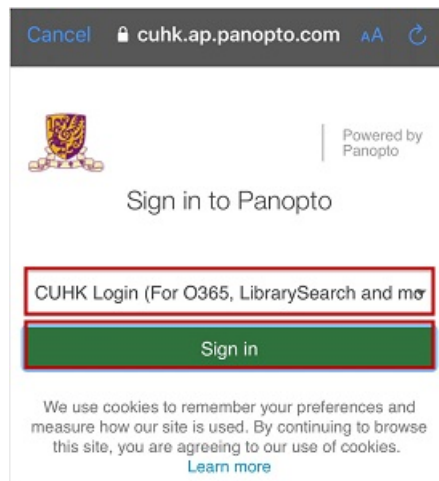 Cancel cuhk.ap.panopto.com AA
Powered by
Panopto
Sign in to Panopto
CUHK Login (For O365, LibrarySearch and mo
Sign in
We use cookies to remember your preferences and
measure how our site is used. By continuing to browse
this site, you are agreeing to our use of cookies.
Learn more